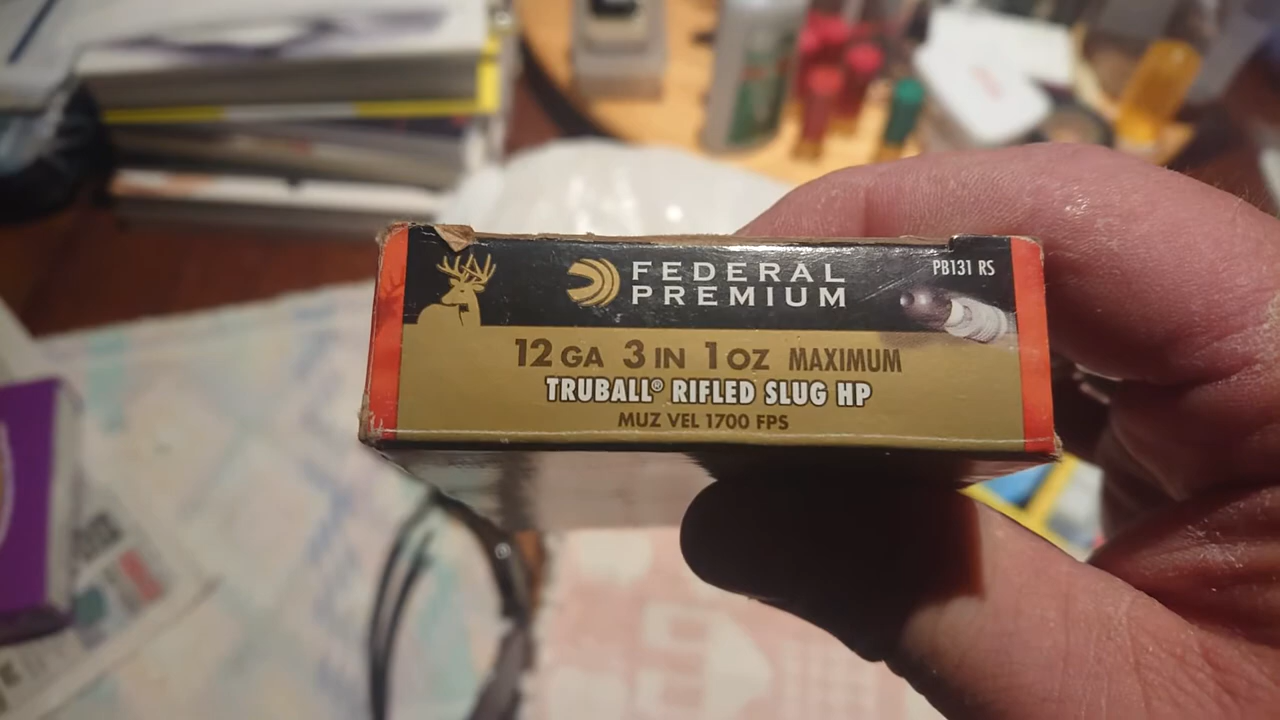 FEDERAL
PREMIUM
PB131 RS
12 GA 3 IN 1 OZ MAXIMUM
TRUBALL® RIFLED SLUG HP
MUZ VEL 1700 FPS